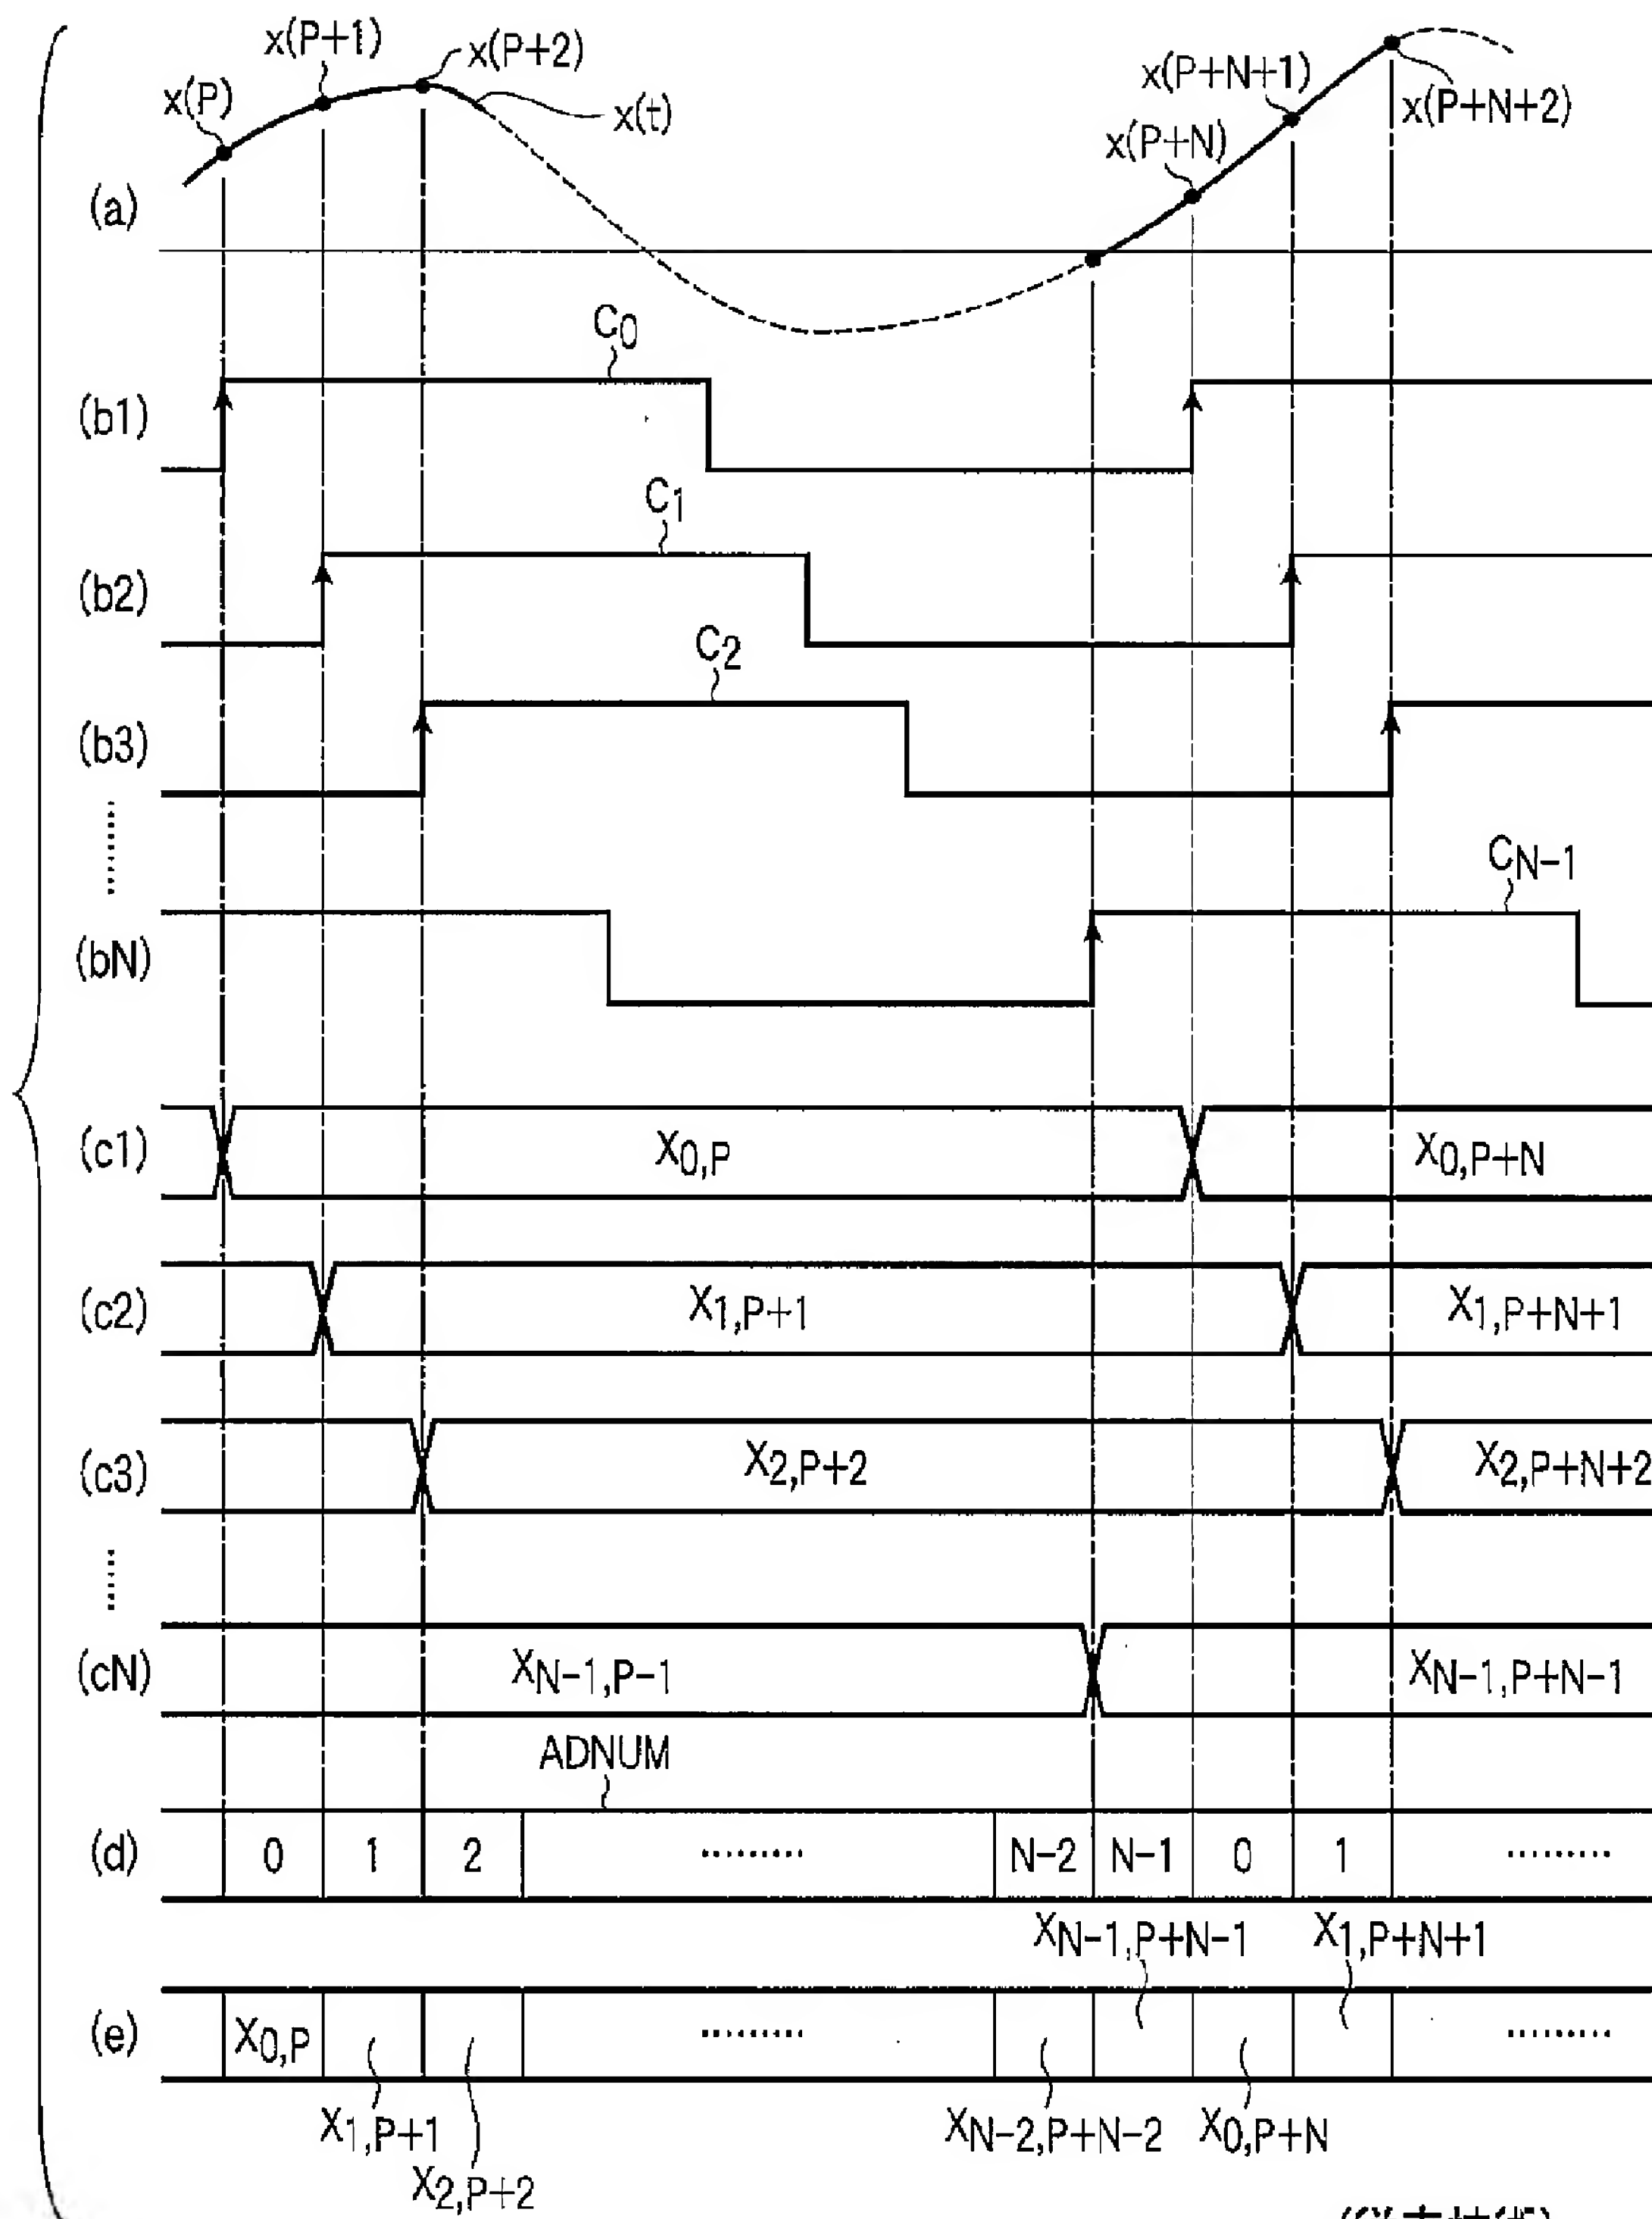 x(P+1)
x(P+2)
x(P)
x(t)
x(P+N+1)
x(P+N+2)
x(P+N)
(a)
C0
(b1)
C1
(b2)
C2
(b3)
........
CN-1
(bN)
(c1) X0,P X0,P+N
(c2) X1,P+1 X1,P+N+1
(c3) X2,P+2 X2,P+N+2
......
(cN) XN-1,P-1 XN-1,P+N-1
ADNUM
(d) 0 1 2 ......... N-2 N-1 0 1 .........
XN-1,P+N-1 X1,P+N+1
(e) X0,P ......... .........
X1,P+1 XN-2,P+N-2 X0,P+N
X2,P+2